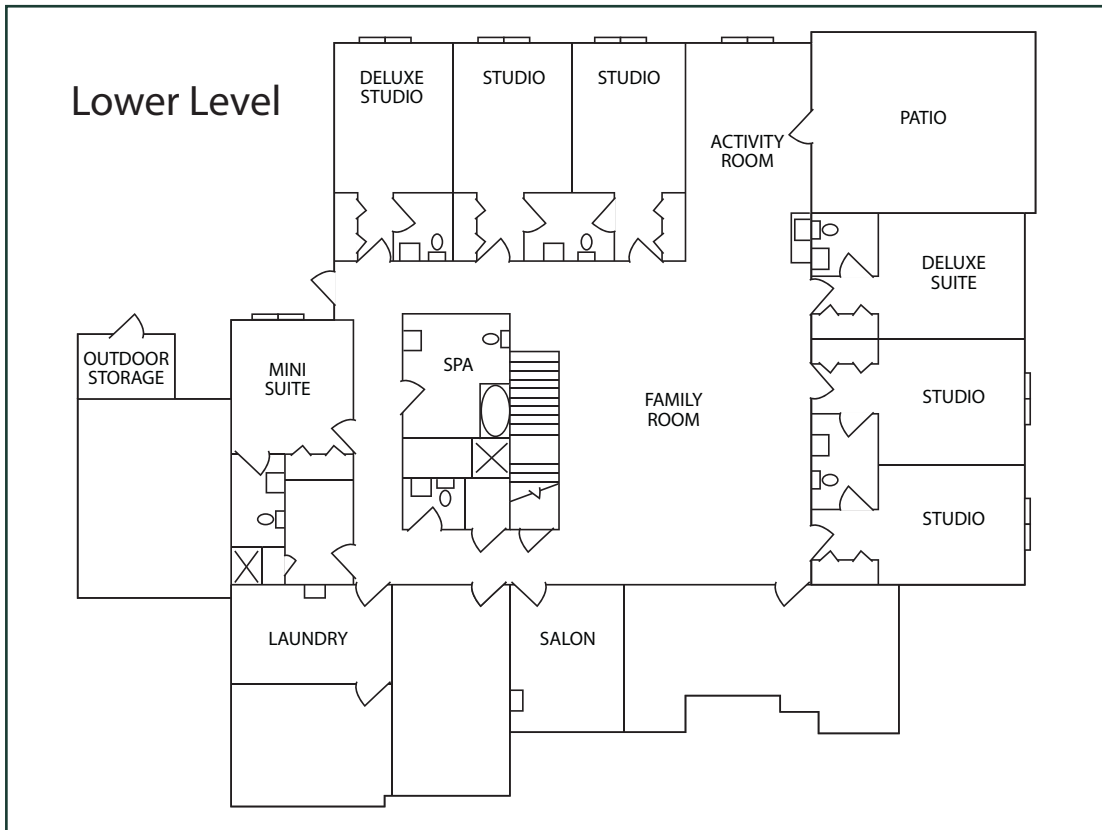 Lower Level
DELUXE
STUDIO
STUDIO
STUDIO
ACTIVITY
ROOM
PATIO
DELUXE
SUITE
OUTDOOR
STORAGE
MINI
SUITE
SPA
FAMILY
ROOM
STUDIO
STUDIO
LAUNDRY
SALON